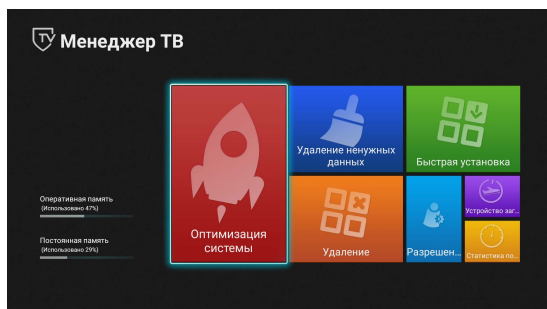 TV Менеджер ТВ
Оперативная память
(Использовано 47%)
Постоянная память
(Использовано 29%)
Оптимизация
системы
Удаление ненужных
данных
Быстрая установка
Удаление
Разрешен...
Устройство заг...
Статистика по...